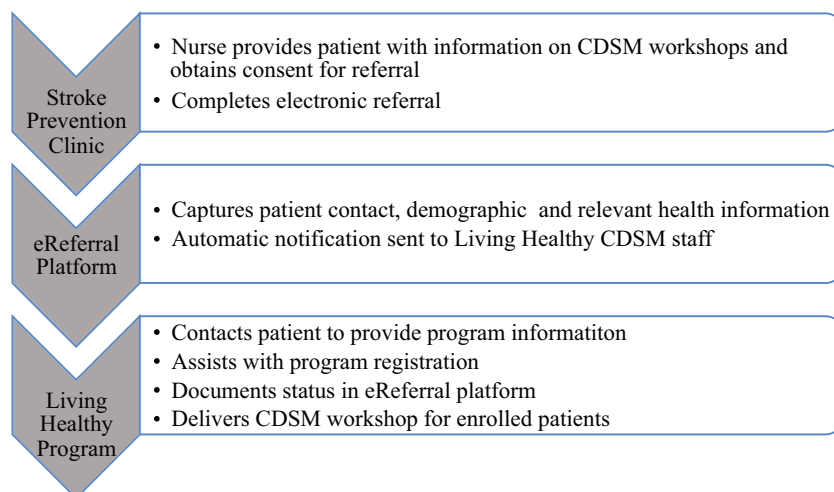 Stroke
Prevention
Clinic
• Nurse provides patient with information on CDSM workshops and
obtains consent for referral
• Completes electronic referral
eReferral
Platform
• Captures patient contact, demographic and relevant health information
• Automatic notification sent to Living Healthy CDSM staff
Living
Healthy
Program
• Contacts patient to provide program informatiton
• Assists with program registration
• Documents status in eReferral platform
• Delivers CDSM workshop for enrolled patients